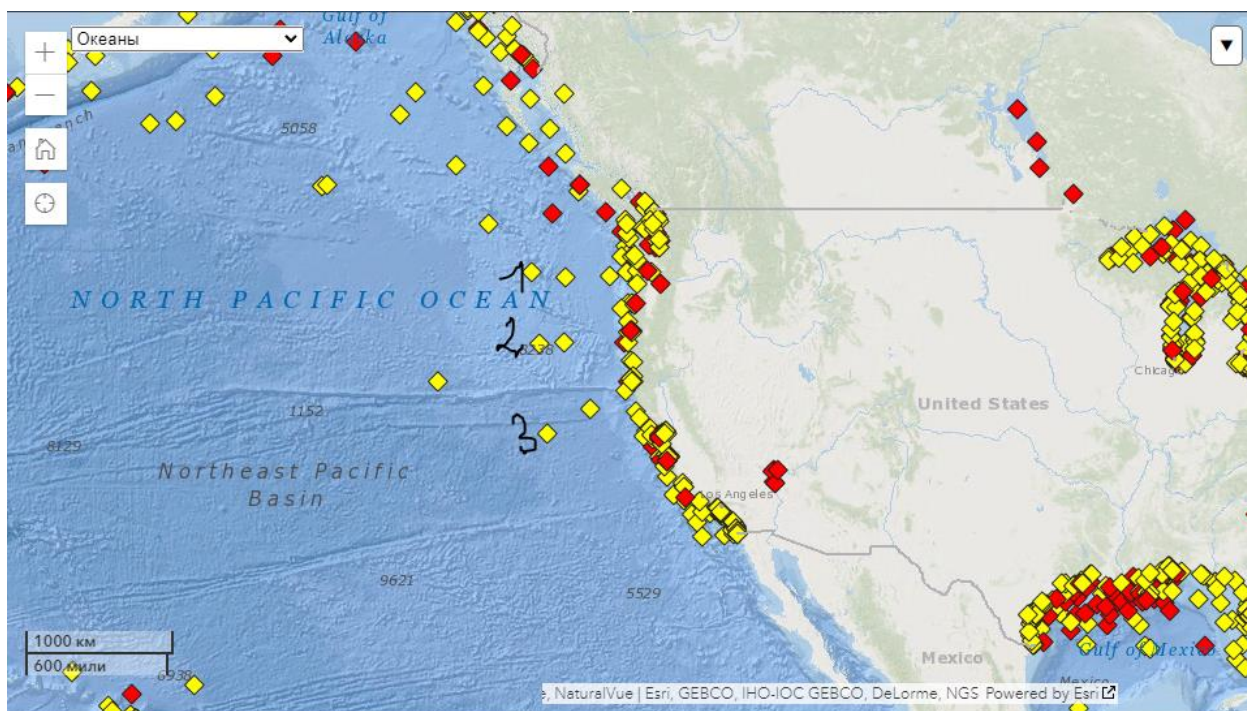 Gulf of
Alaska
Океаны
5058
1
NORTH PACIFIC OCEAN
2
3
1152
8129
Northeast Pacific
Basin
Chicago
United States
Los Angeles
9621
5529
1000 км
600 мили
6938
Gulf of Mexico
Mexico
Mexico
, NaturalVue | Esri, GEBCO, IHO-IOC GEBCO, DeLorme, NGS Powered by Esri